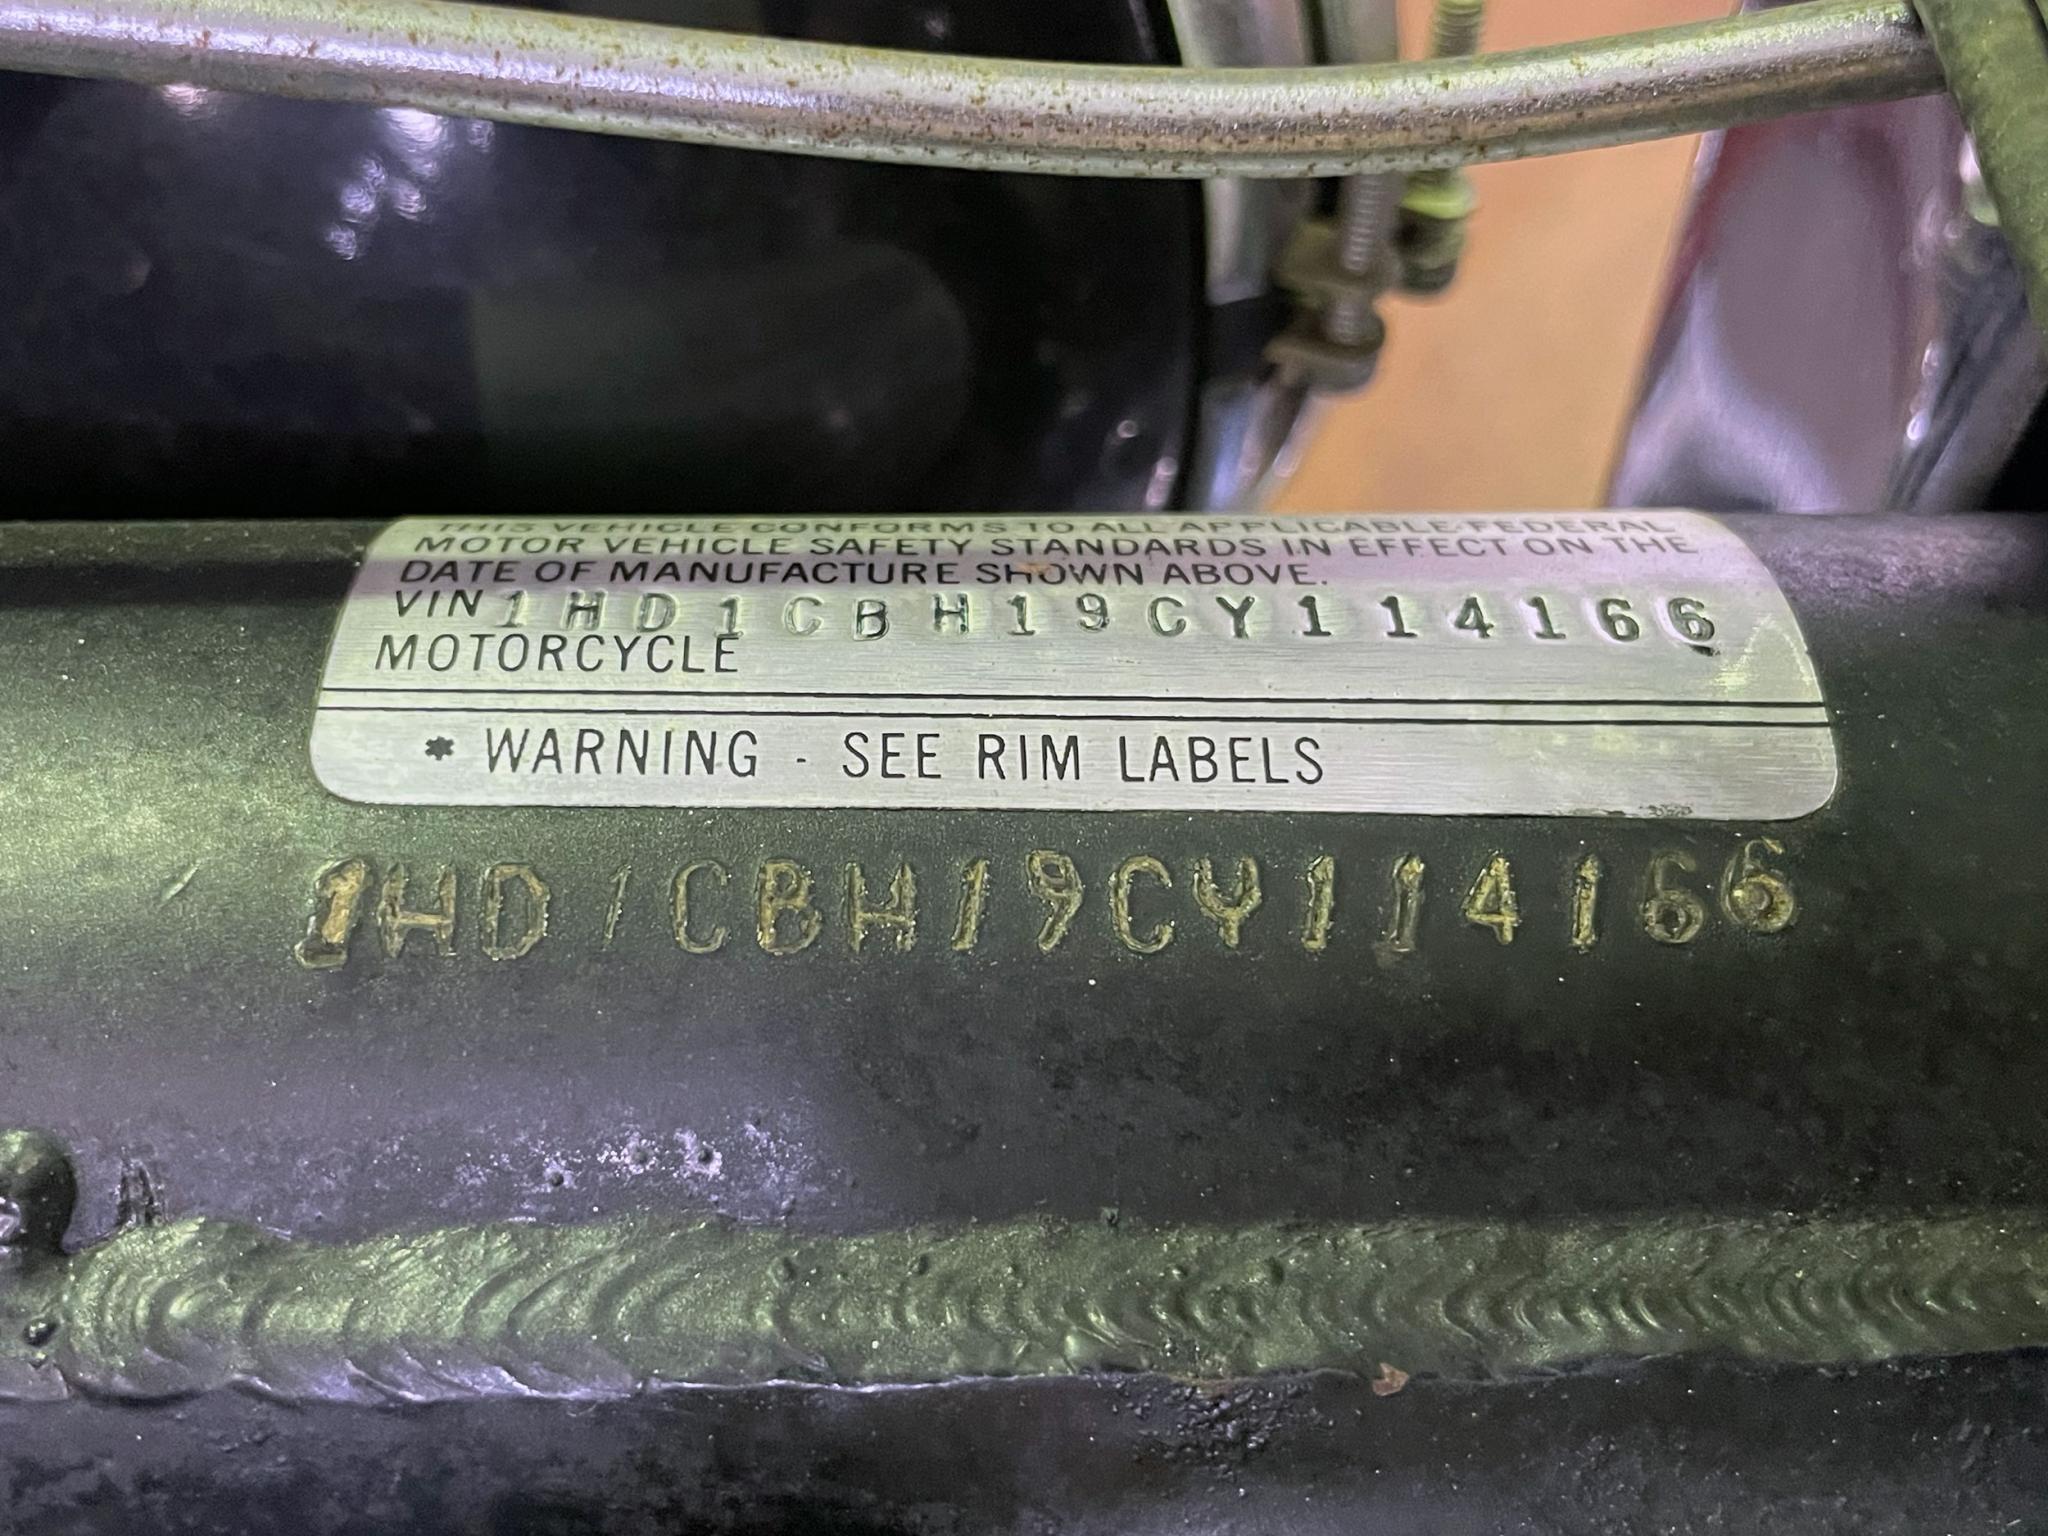 THIS VEHICLE CONFORMS TO ALL APPLICABLE FEDERAL
MOTOR VEHICLE SAFETY STANDARDS IN EFFECT ON THE
DATE OF MANUFACTURE SHOWN ABOVE.
VIN 1HD1CBH19CY114166
MOTORCYCLE
* WARNING - SEE RIM LABELS
1HD1CBH19CY114166